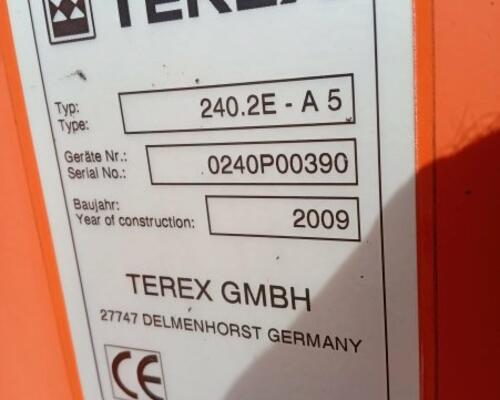 TEREX
Typ:
Type: 240.2E - A 5
Geräte Nr.:
Serial No.: 0240P00390
Baujahr:
Year of construction: 2009
TEREX GMBH
27747 DELMENHORST GERMANY
CE